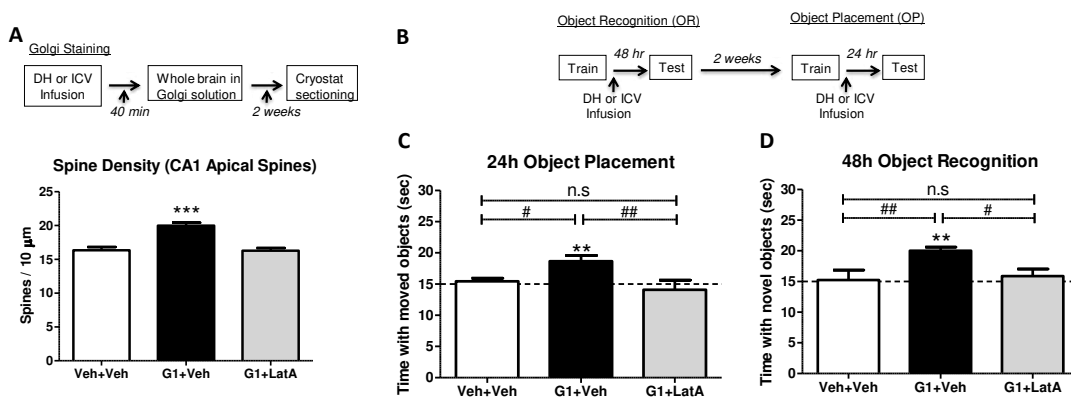 A
Golgi Staining
DH or ICV
Infusion
40 min
Whole brain in
Golgi solution
2 weeks
Cryostat
sectioning
Spine Density (CA1 Apical Spines)
Spines / 10 µm
25
20
15
10
5
0
***
Veh+Veh
G1+Veh
G1+LatA
B
Object Recognition (OR)
Train
48 hr
Test
DH or ICV
Infusion
2 weeks
Object Placement (OP)
Train
24 hr
Test
DH or ICV
Infusion
C
24h Object Placement
Time with moved objects (sec)
30
25
20
15
10
5
0
n.s
#
##
**
Veh+Veh
G1+Veh
G1+LatA
D
48h Object Recognition
Time with novel objects (sec)
30
25
20
15
10
5
0
n.s
##
#
**
Veh+Veh
G1+Veh
G1+LatA